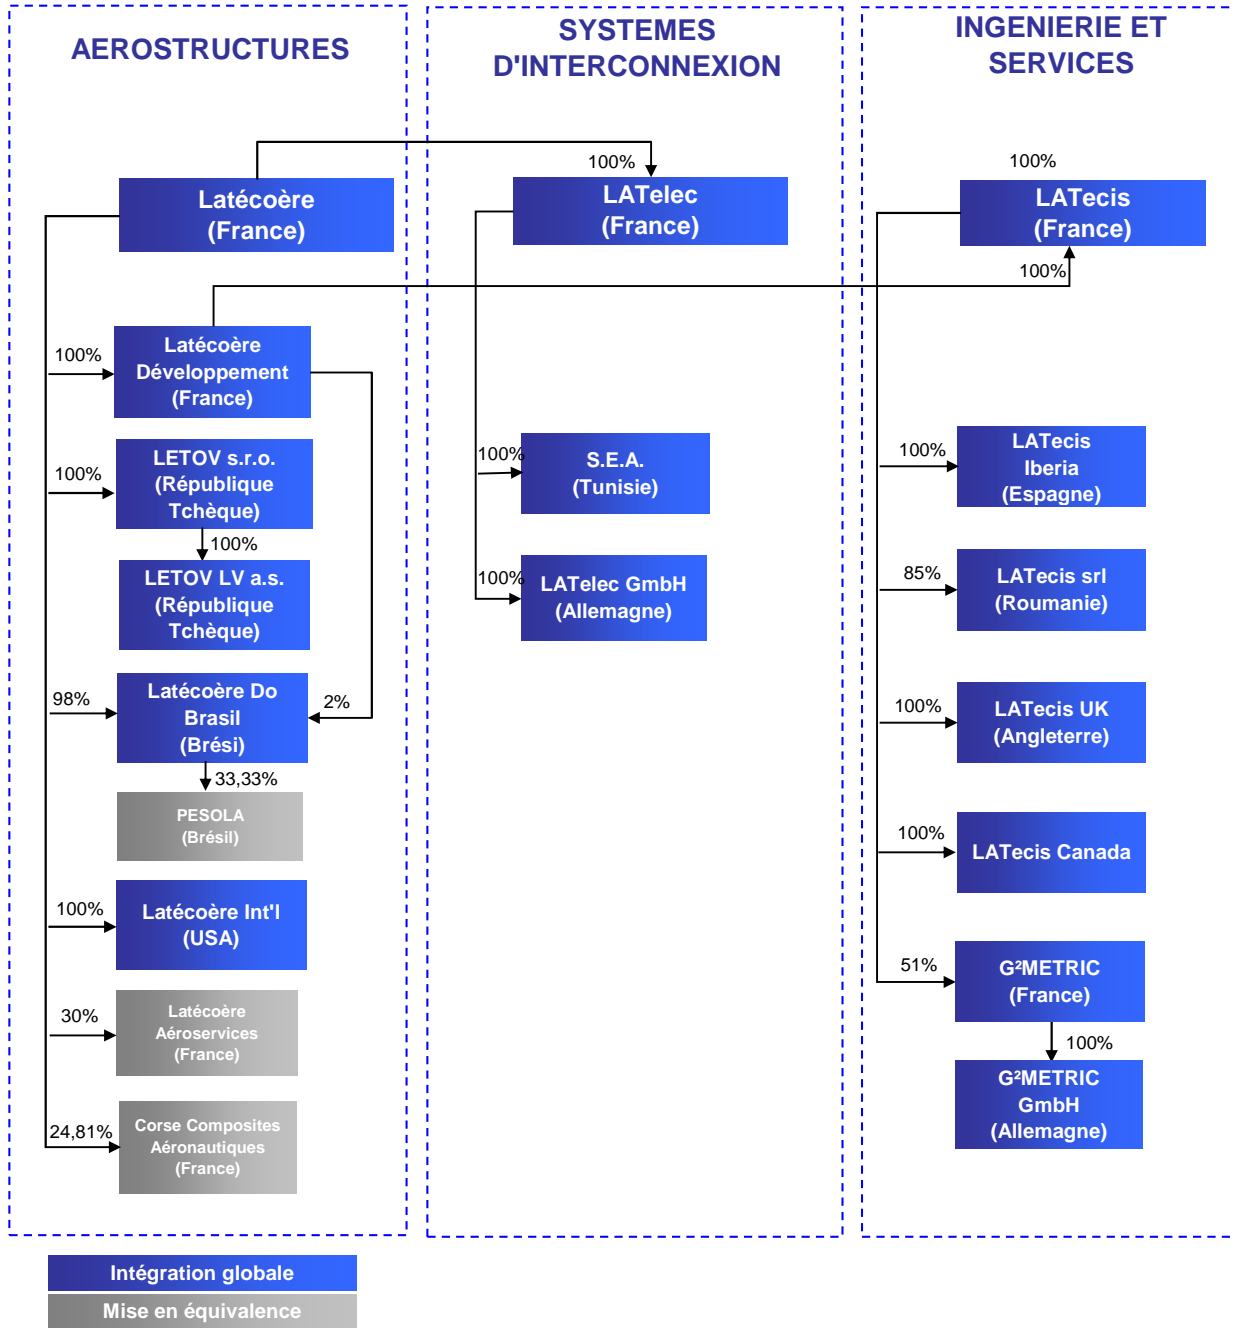 AEROSTRUCTURES
Latécoère
(France)
100%
Latécoère
Développement
(France)
100%
LETOV s.r.o.
(République
Tchèque)
100%
LETOV LV a.s.
(République
Tchèque)
98%
Latécoère Do
Brasil
(Brési)
2%
33,33%
PESOLA
(Brésil)
100%
Latécoère Int'l
(USA)
30%
Latécoère
Aéroservices
(France)
24,81%
Corse Composites
Aéronautiques
(France)
SYSTEMES
D'INTERCONNEXION
100%
LATelec
(France)
100%
S.E.A.
(Tunisie)
100%
LATelec GmbH
(Allemagne)
INGENIERIE ET
SERVICES
100%
LATecis
(France)
100%
100%
LATecis
Iberia
(Espagne)
85%
LATecis srl
(Roumanie)
100%
LATecis UK
(Angleterre)
100%
LATecis Canada
51%
G²METRIC
(France)
100%
G²METRIC
GmbH
(Allemagne)
Intégration globale
Mise en équivalence